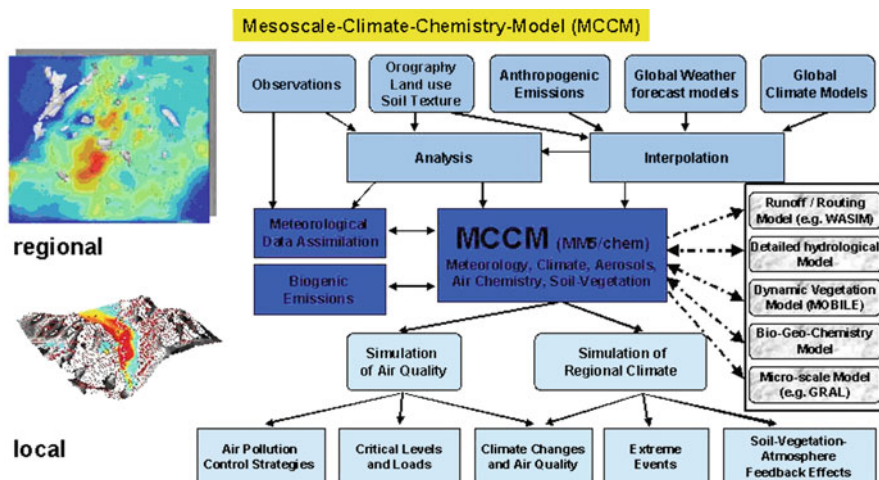 Mesoscale-Climate-Chemistry-Model (MCCM)
Observations
Orography
Land use
Soil Texture
Anthropogenic
Emissions
Global Weather
forecast models
Global
Climate Models
Analysis
Interpolation
regional
Meteorological
Data Assimilation
Biogenic
Emissions
MCCM (MM5/chem)
Meteorology, Climate, Aerosols,
Air Chemistry, Soil-Vegetation
Runoff / Routing
Model (e.g. WASIM)
Detailed hydrological
Model
Dynamic Vegetation
Model (MOBILE)
Bio-Geo-Chemistry
Model
Micro-scale Model
(e.g. GRAL)
Simulation
of Air Quality
Simulation of
Regional Climate
local
Air Pollution
Control Strategies
Critical Levels
and Loads
Climate Changes
and Air Quality
Extreme
Events
Soil-Vegetation-
Atmosphere
Feedback Effects